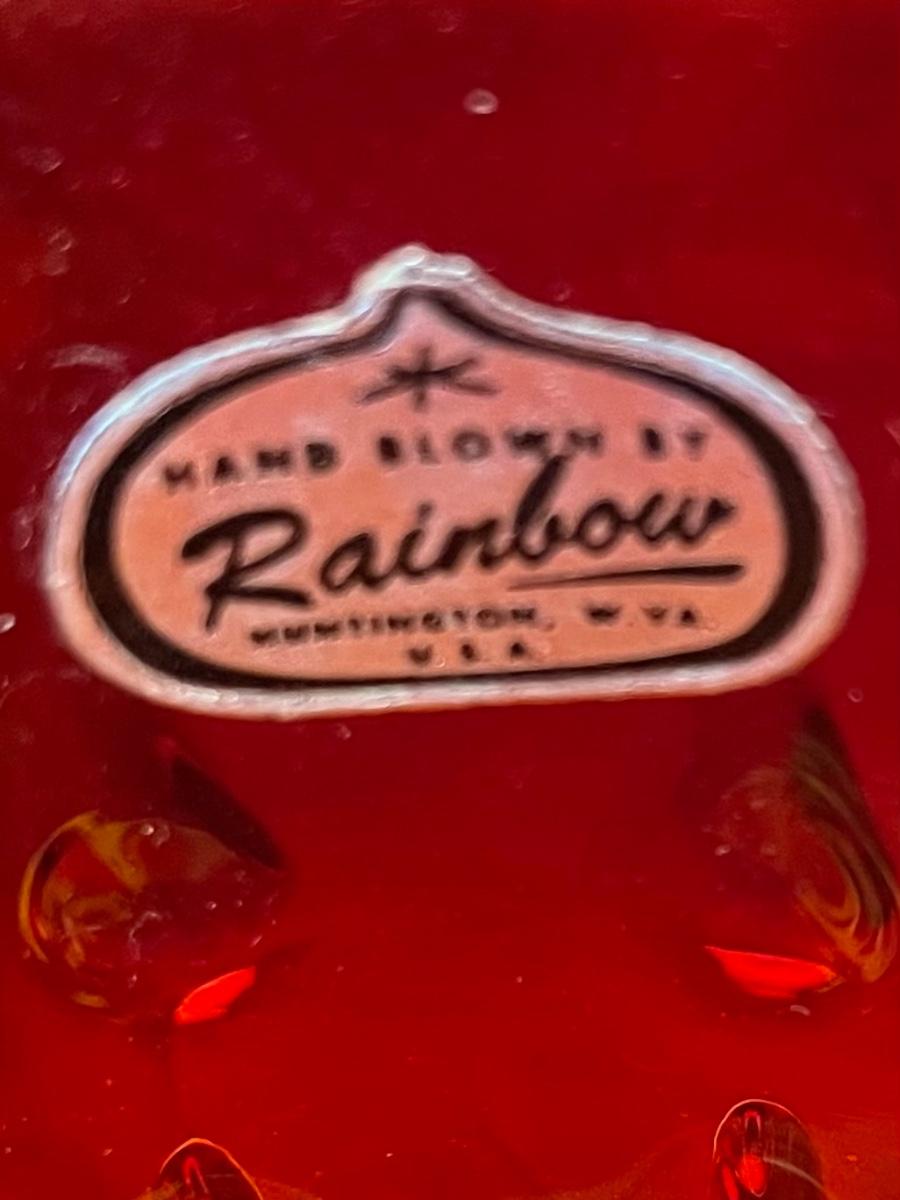 HAND BLOWN BY
Rainbow
HUNTINGTON, W. VA.
U.S.A.